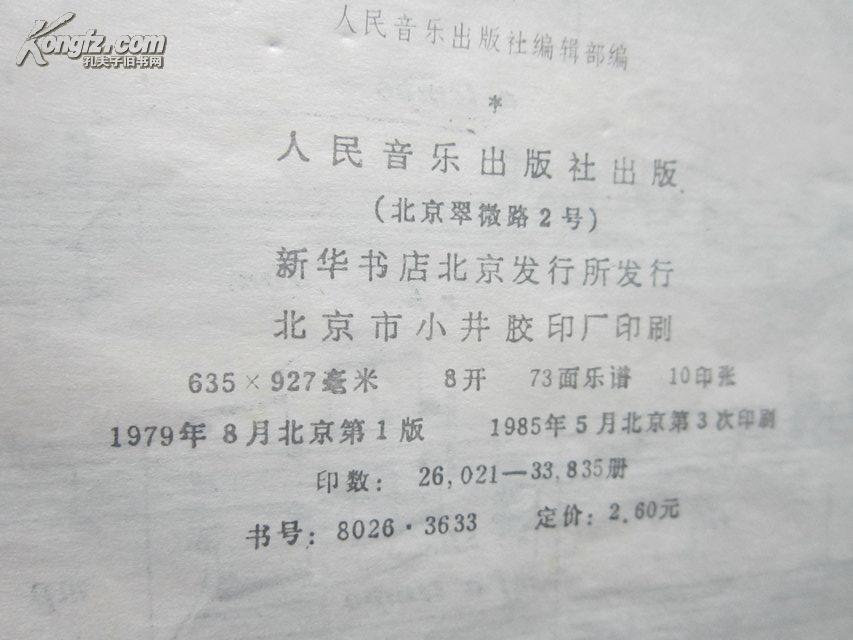 Kongfz.com
孔夫子旧书网
人民音乐出版社编辑部编
*
人民音乐出版社出版
(北京翠微路2号)
新华书店北京发行所发行
北京市小井胶印厂印刷
635×927毫米 8开 73面乐谱 10印张
1979年8月北京第1版 1985年5月北京第3次印刷
印数: 26,021—33,835册
书号: 8026·3633 定价: 2.60元